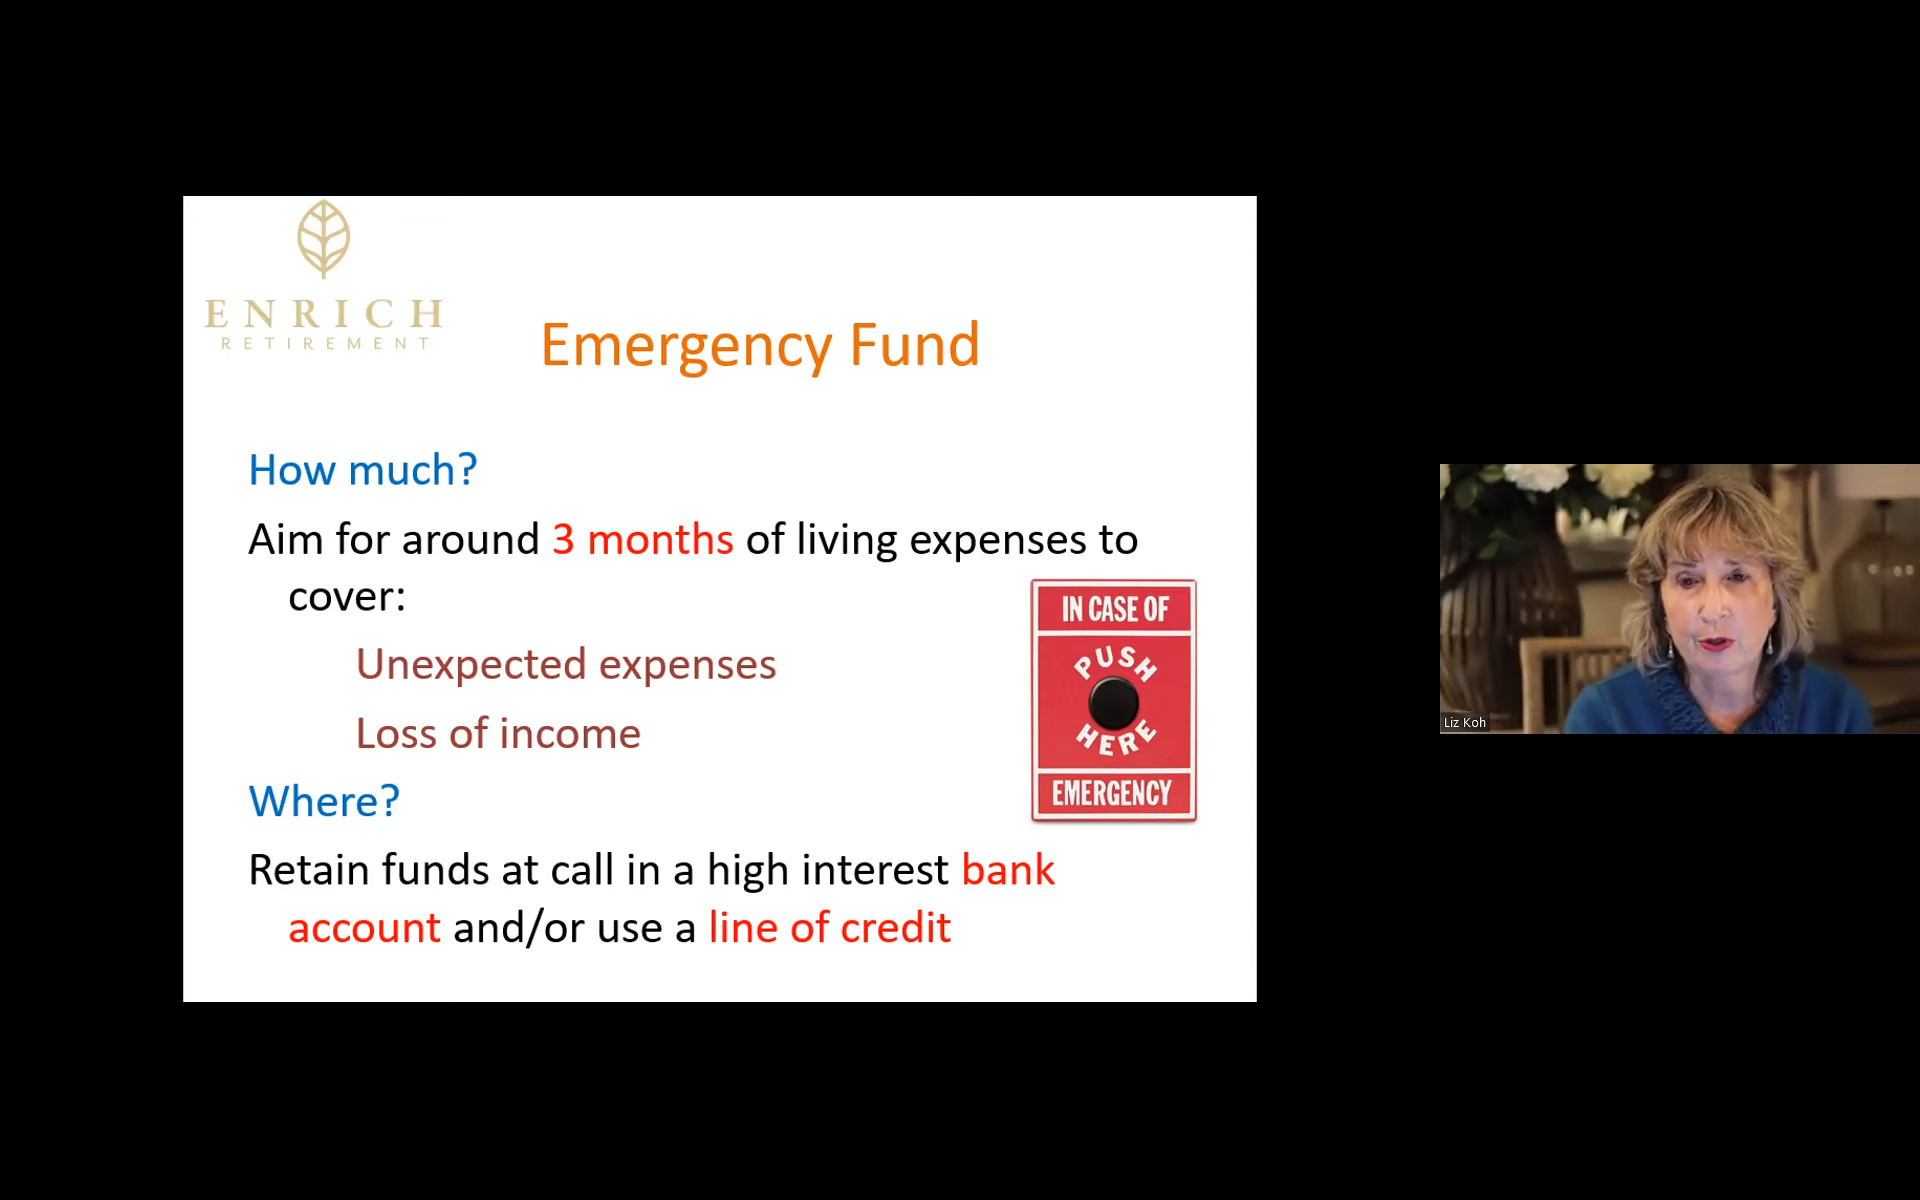 ENRICH
RETIREMENT
Emergency Fund
How much?
Aim for around 3 months of living expenses to
cover:
Unexpected expenses
Loss of income
IN CASE OF
PUSH
HERE
EMERGENCY
Where?
Retain funds at call in a high interest bank
account and/or use a line of credit
Liz Koh